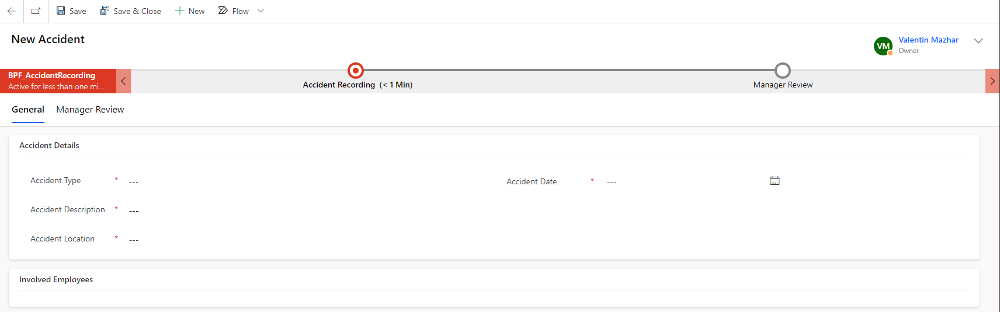 Save
Save & Close
New
Flow
New Accident
VM
Valentin Mazhar
Owner
BPF_AccidentRecording
Active for less than one mi...
Accident Recording (< 1 Min)
Manager Review
General
Manager Review
Accident Details
Accident Type * ---
Accident Date * ---
Accident Description * ---
Accident Location * ---
Involved Employees